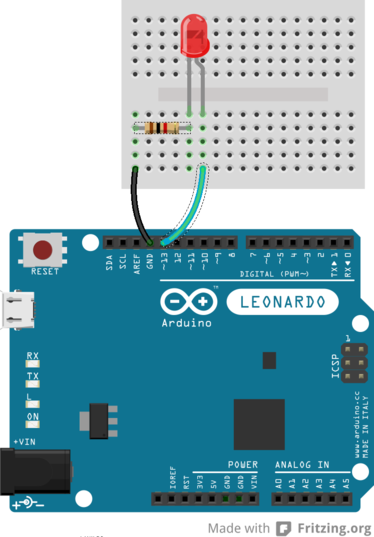 RESET
SDA
SCL
AREF
GND
~13
12
~11
~10
~9
8
7
~6
~5
4
~3
2
TX▶ 1
RX◀ 0
DIGITAL (PWM~)
TM
LEONARDO
Arduino
RX
TX
L
ON
+VIN
1
ICSP
www.arduino.cc
MADE IN ITALY
POWER
ANALOG IN
IOREF
RST
3V3
5V
GND
GND
VIN
A0
A1
A2
A3
A4
A5
Made with Fritzing.org